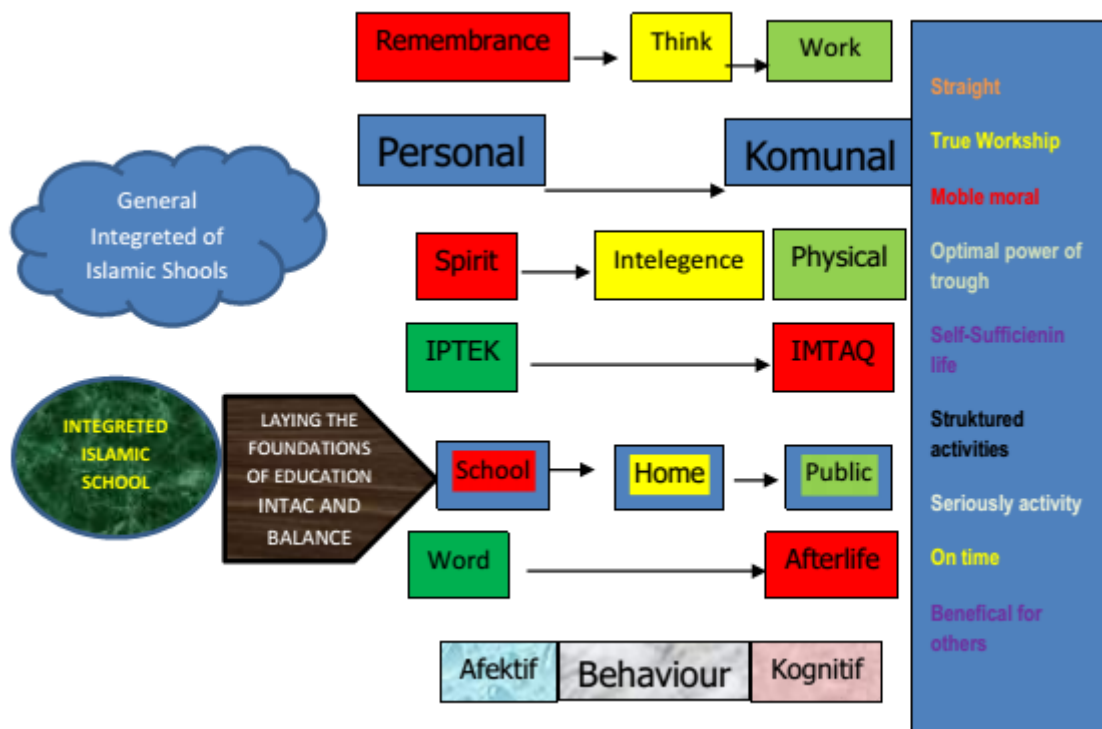 Remembrance
Think
Work
Personal
Komunal
General
Integreted of
Islamic Shools
Spirit
Intelegence
Physical
IPTEK
IMTAQ
INTEGRETED
ISLAMIC
SCHOOL
LAYING THE
FOUNDATIONS
OF EDUCATION
INTAC AND
BALANCE
School
Home
Public
Word
Afterlife
Afektif
Behaviour
Kognitif
Straight
True Workship
Moble moral
Optimal power of
trough
Self-Sufficienin
life
Struktured
activities
Seriously activity
On time
Benefical for
others